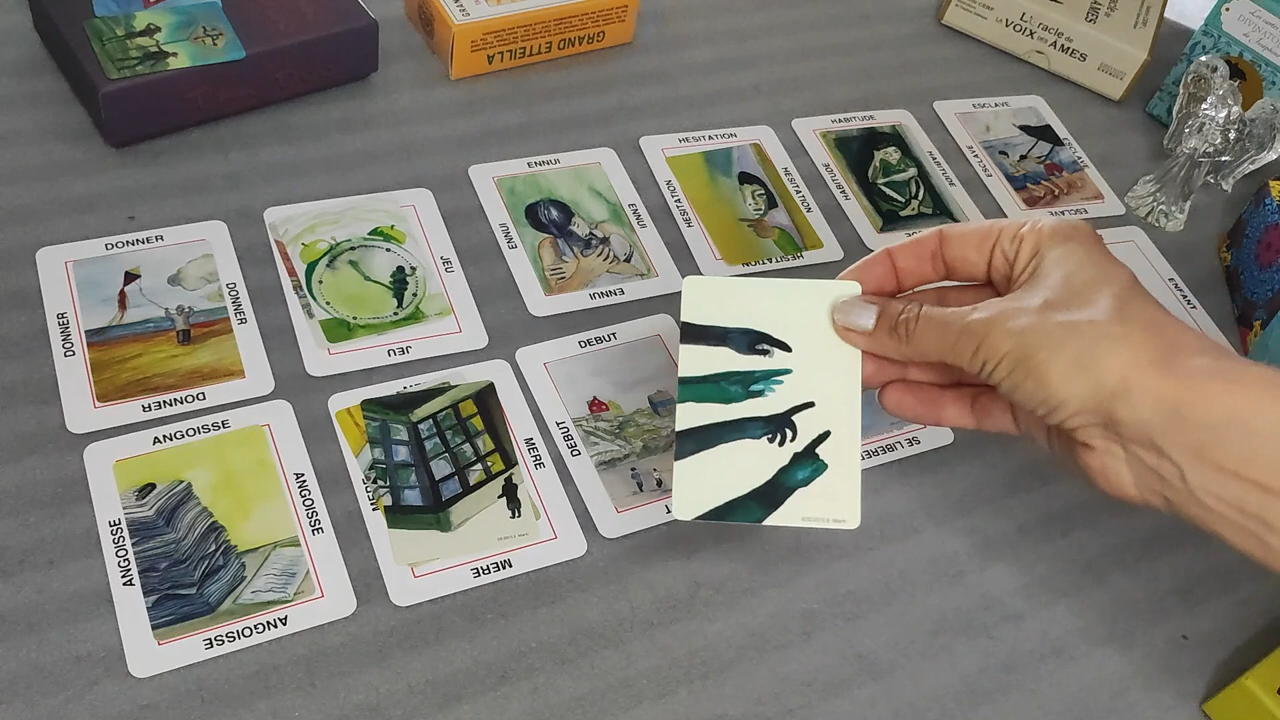 GRAND ETTEILLA
L'oracle de
LA VOIX DES ÂMES
DONNER
DONNER
DONNER
DONNER
JEU
JEU
ENNUI
ENNUI
ENNUI
ENNUI
HESITATION
HESITATION
HESITATION
HESITATION
HABITUDE
HABITUDE
HABITUDE
ESCLAVE
ESCLAVE
ESCLAVE
ESCLAVE
ANGOISSE
ANGOISSE
ANGOISSE
ANGOISSE
MERE
MERE
DEBUT
DEBUT
SE LIBERER
ENFANT